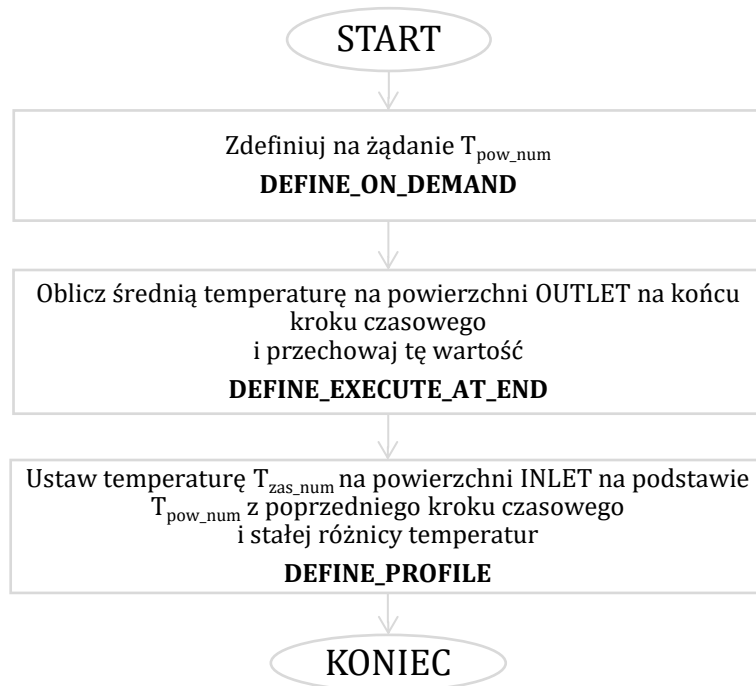 START
Zdefiniuj na żądanie T_pow_num
DEFINE_ON_DEMAND
Oblicz średnią temperaturę na powierzchni OUTLET na końcu
kroku czasowego
i przechowaj tę wartość
DEFINE_EXECUTE_AT_END
Ustaw temperaturę T_zas_num na powierzchni INLET na podstawie
T_pow_num z poprzedniego kroku czasowego
i stałej różnicy temperatur
DEFINE_PROFILE
KONIEC